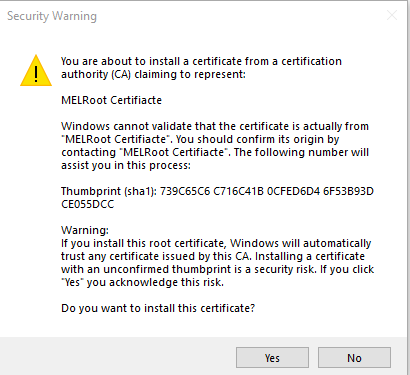 Security Warning
You are about to install a certificate from a certification
authority (CA) claiming to represent:
MELRoot Certifiacte
Windows cannot validate that the certificate is actually from
"MELRoot Certifiacte". You should confirm its origin by
contacting "MELRoot Certifiacte". The following number will
assist you in this process:
Thumbprint (sha1): 739C65C6 C716C41B 0CFED6D4 6F53B93D
CE055DCC
Warning:
If you install this root certificate, Windows will automatically
trust any certificate issued by this CA. Installing a certificate
with an unconfirmed thumbprint is a security risk. If you click
"Yes" you acknowledge this risk.
Do you want to install this certificate?
Yes
No